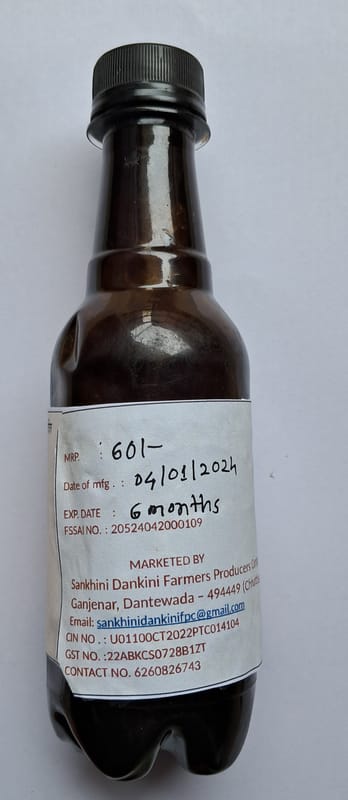 MRP. : 60/-
Date of mfg. : 04/01/2024
EXP. DATE : 6 months
FSSAI NO. : 20524042000109
MARKETED BY
Sankhini Dankini Farmers Producers
Ganjenar, Dantewada – 494449
Email: sankhinidankinifpc@gmail.com
CIN NO. : U01100CT2022PTC014104
GST NO. :22ABKCS0728B1ZT
CONTACT NO. 6260826743